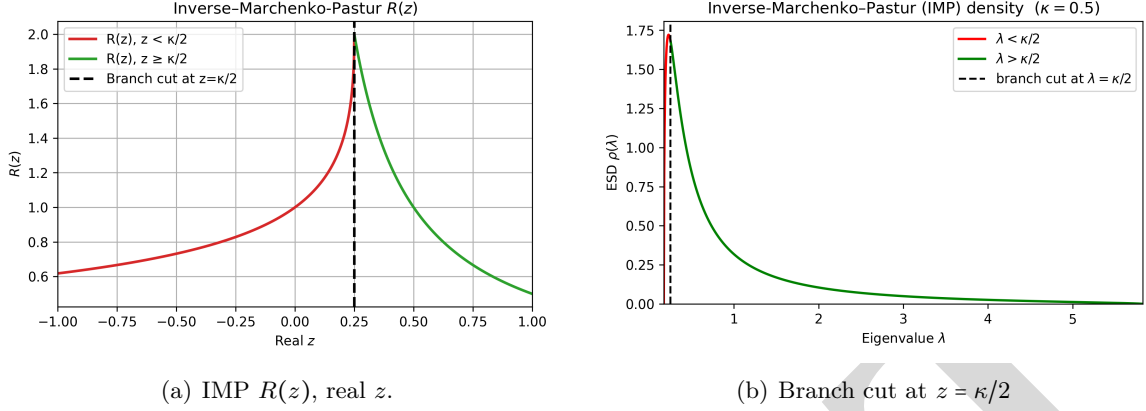 Inverse–Marchenko-Pastur R(z)
R(z), z < κ/2
R(z), z ≥ κ/2
Branch cut at z=κ/2
R(z)
2.0
1.8
1.6
1.4
1.2
1.0
0.8
0.6
−1.00 −0.75 −0.50 −0.25 0.00 0.25 0.50 0.75 1.00
Real z
(a) IMP R(z), real z.
Inverse-Marchenko–Pastur (IMP) density (κ = 0.5)
λ < κ/2
λ > κ/2
branch cut at λ = κ/2
ESD ρ(λ)
1.75
1.50
1.25
1.00
0.75
0.50
0.25
0.00
1 2 3 4 5
Eigenvalue λ
(b) Branch cut at z = κ/2